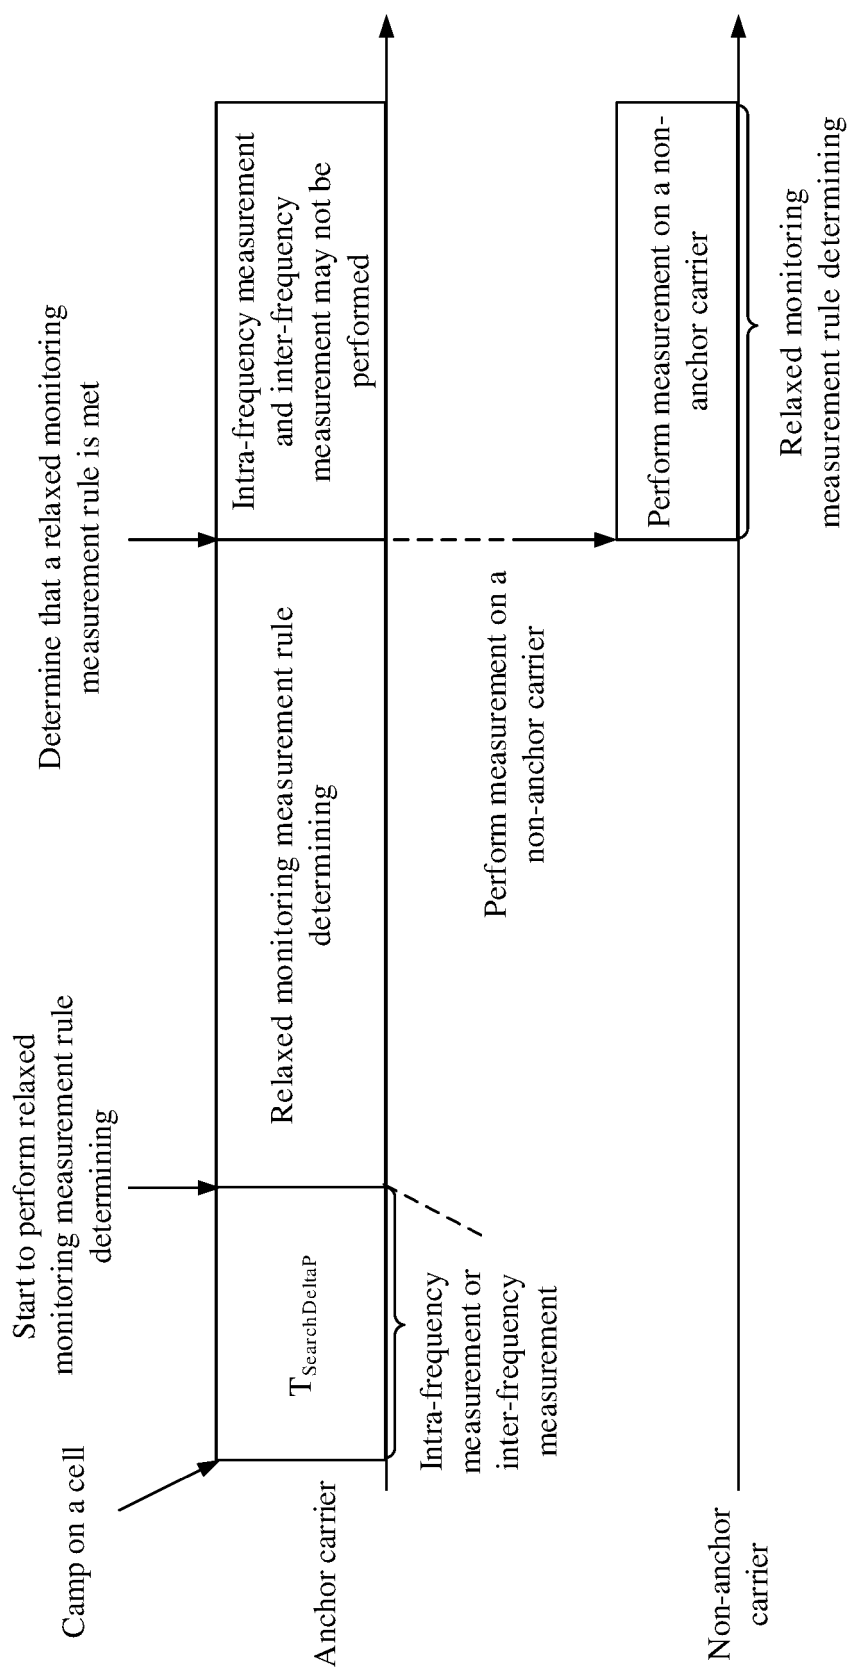 Camp on a cell
Start to perform relaxed
monitoring measurement rule
determining
Determine that a relaxed monitoring
measurement rule is met
Anchor carrier
TSearchDeltaP
Relaxed monitoring measurement rule
determining
Intra-frequency measurement
and inter-frequency
measurement may not be
performed
Intra-frequency
measurement or
inter-frequency
measurement
Perform measurement on a
non-anchor carrier
Non-anchor
carrier
Perform measurement on a non-
anchor carrier
Relaxed monitoring
measurement rule determining